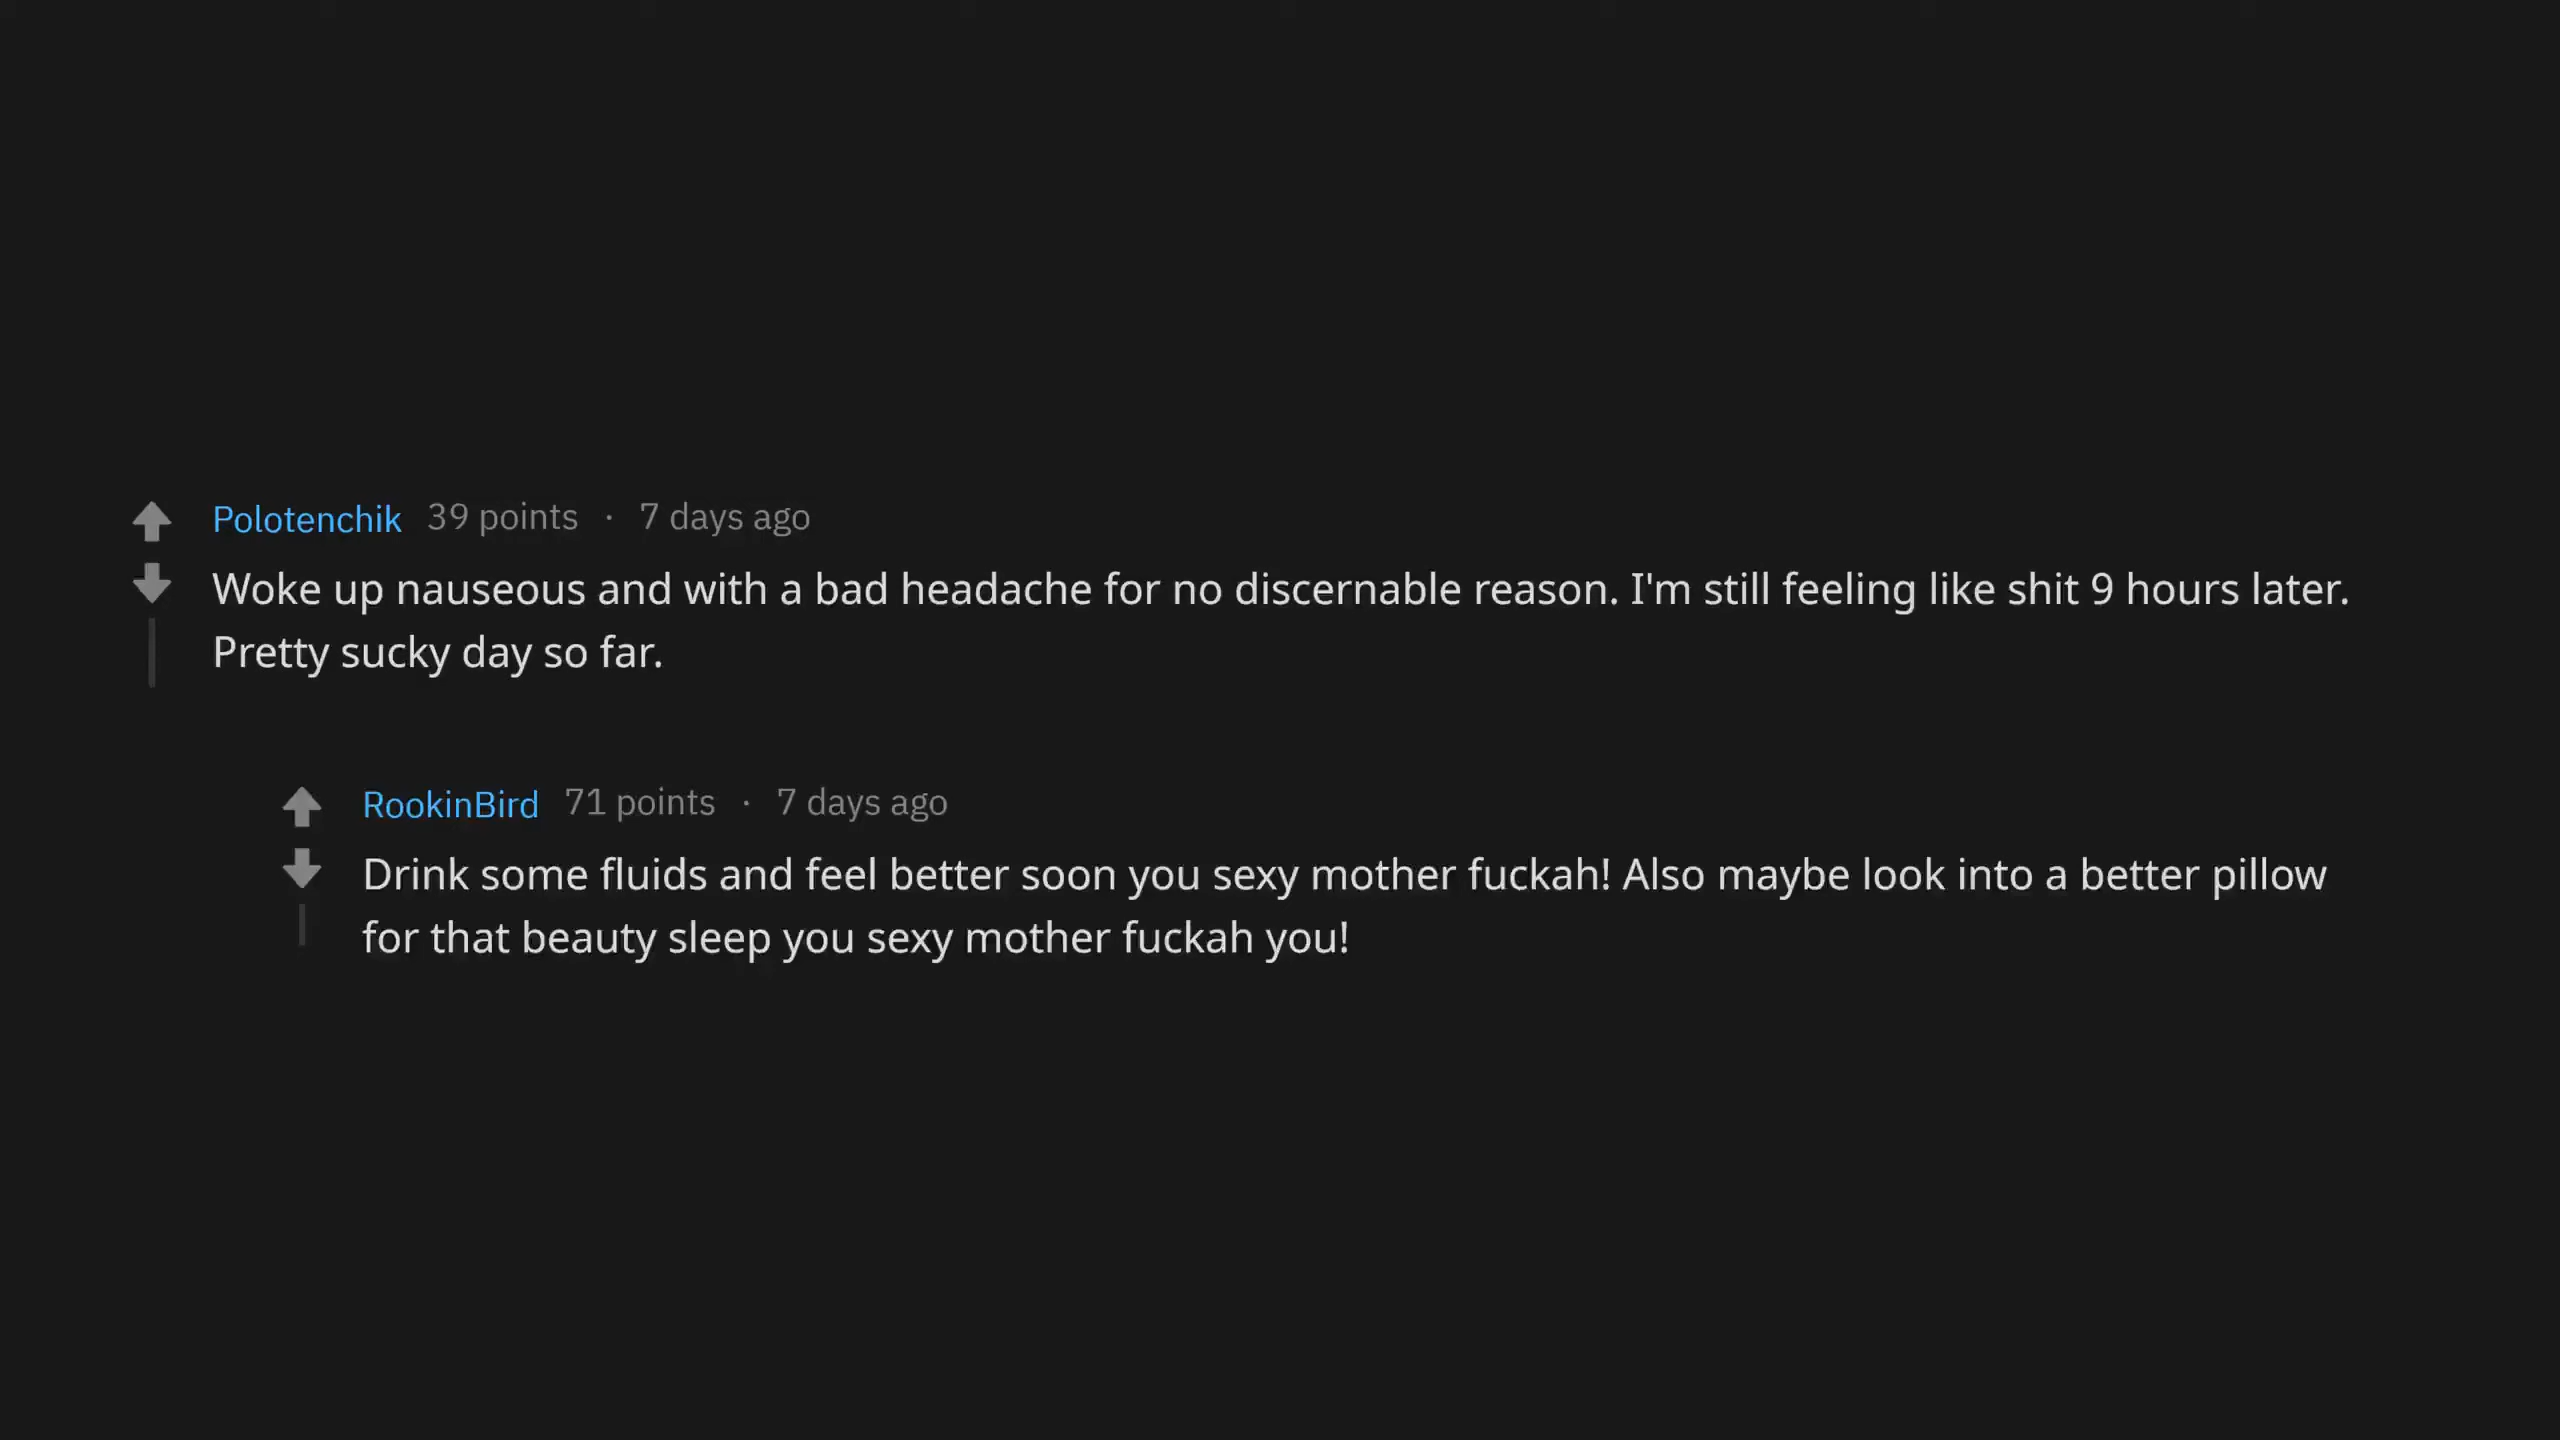 Polotenchik 39 points · 7 days ago
Woke up nauseous and with a bad headache for no discernable reason. I'm still feeling like shit 9 hours later.
Pretty sucky day so far.
RookinBird 71 points · 7 days ago
Drink some fluids and feel better soon you sexy mother fuckah! Also maybe look into a better pillow
for that beauty sleep you sexy mother fuckah you!